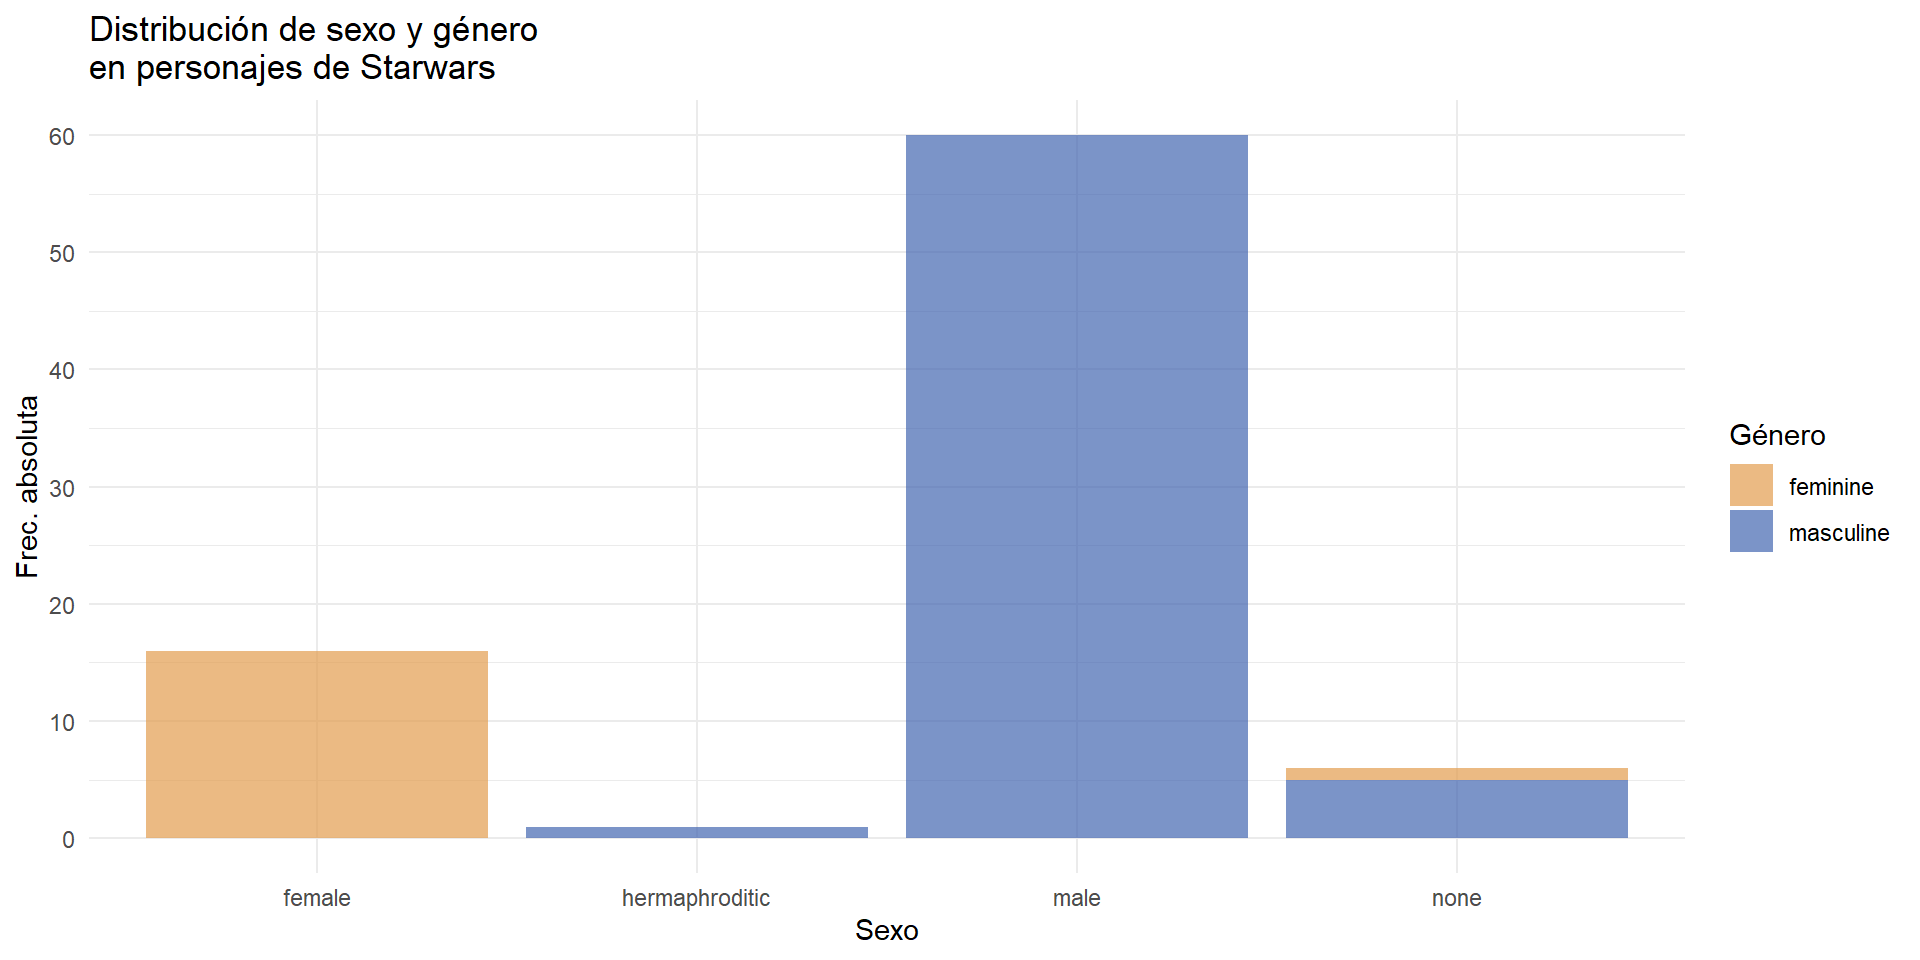 Distribución de sexo y género
en personajes de Starwars
Frec. absoluta
60
50
40
30
20
10
0
female
hermaphroditic
male
none
Sexo
Género
feminine
masculine